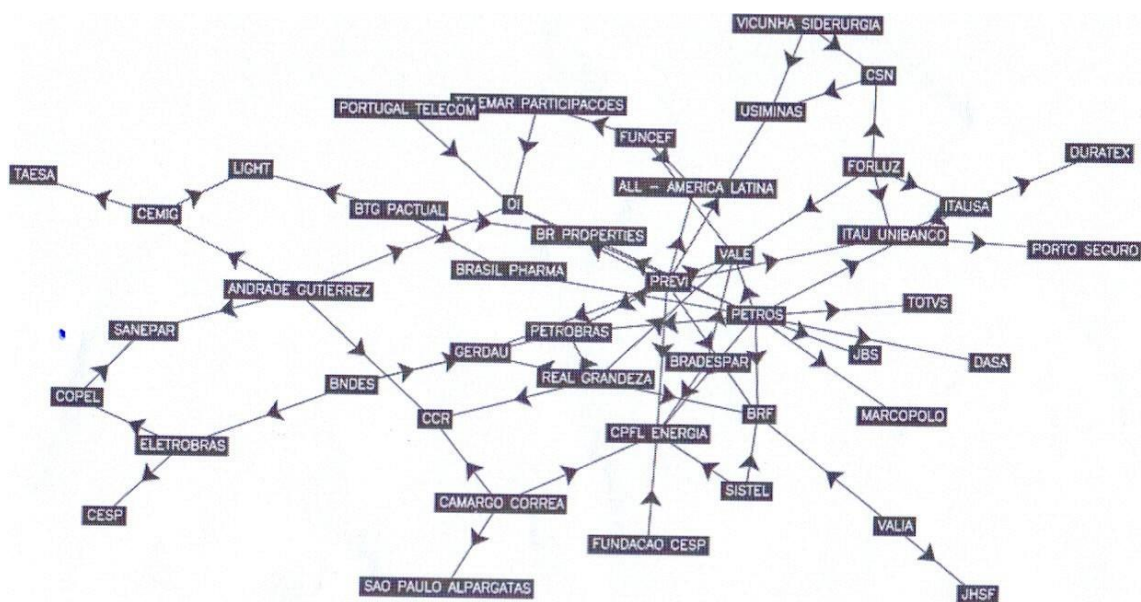 VICUNHA SIDERURGIA
CSN
PORTUGAL TELECOM
EMAR PARTICIPACOES
USIMINAS
FUNCEF
DURATEX
LIGHT
FORLUZ
TAESA
ALL - AMERICA LATINA
OI
ITAUSA
CEMIG
BTG PACTUAL
BR PROPERTIES
ITAU UNIBANCO
PORTO SEGURO
VALE
BRASIL PHARMA
PREVI
ANDRADE GUTIERREZ
TOTVS
PETROS
SANEPAR
PETROBRAS
GERDAU
JBS
DASA
BRADESPAR
REAL GRANDEZA
BNDES
COPEL
CCR
BRF
MARCOPOLO
CPFL ENERGIA
ELETROBRAS
SISTEL
CAMARGO CORREA
CESP
VALIA
FUNDACAO CESP
SAO PAULO ALPARGATAS
JHSF